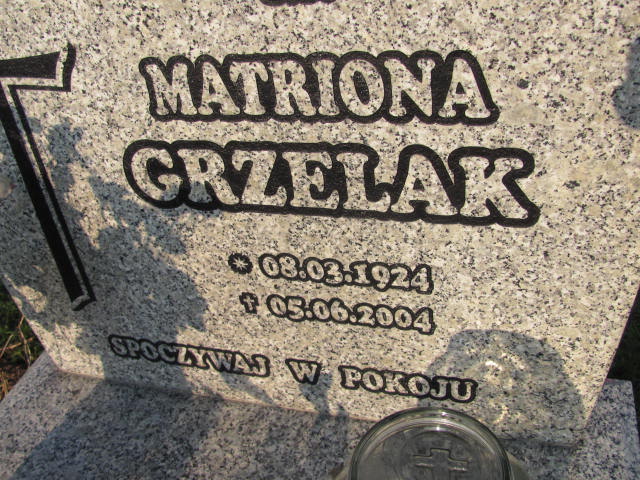 MATRIONA
GRZELAK
* 08.03.1924
✝ 05.06.2004
SPOCZYWAJ W POKOJU